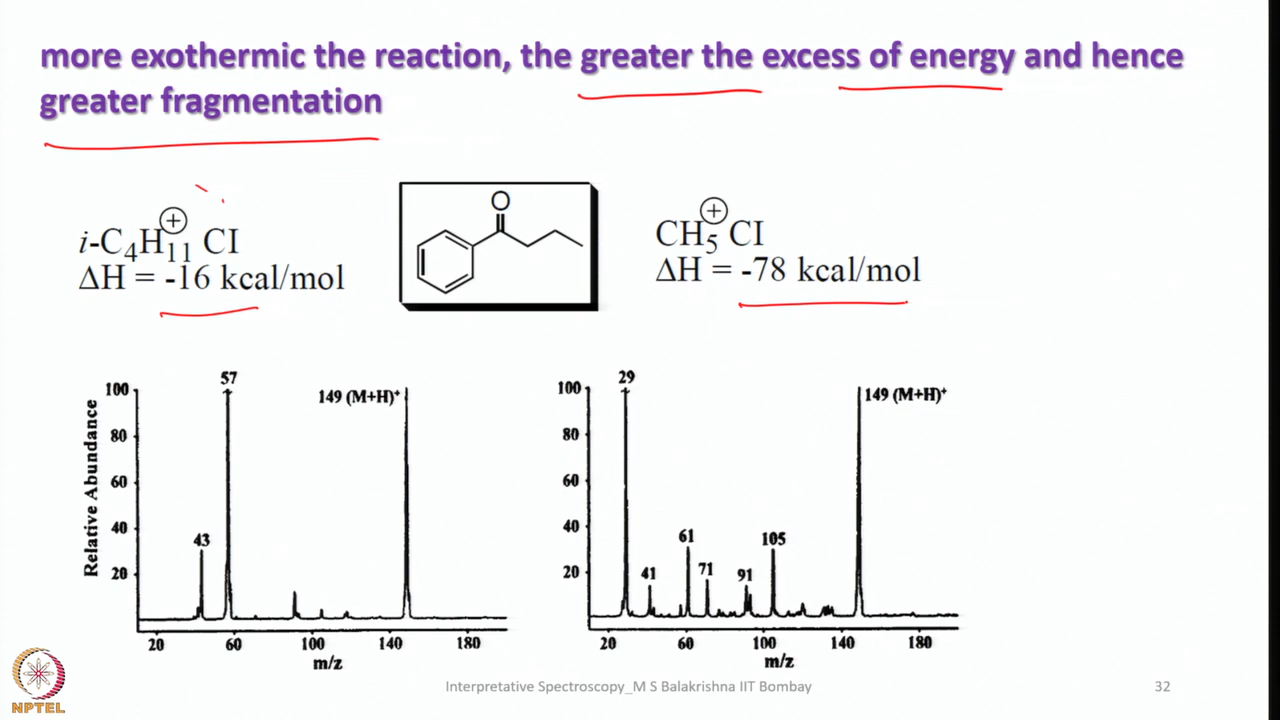 more exothermic the reaction, the greater the excess of energy and hence
greater fragmentation
i-C₄H₁₁⊕ CI
ΔH = -16 kcal/mol
O
CH₅⊕ CI
ΔH = -78 kcal/mol
Relative Abundance
100
80
60
40
20
43
57
149 (M+H)⁺
20 60 100 140 180
m/z
100
80
60
40
20
29
41
61
71
91
105
149 (M+H)⁺
20 60 100 140 180
m/z
NPTEL
Interpretative Spectroscopy_M S Balakrishna IIT Bombay
32